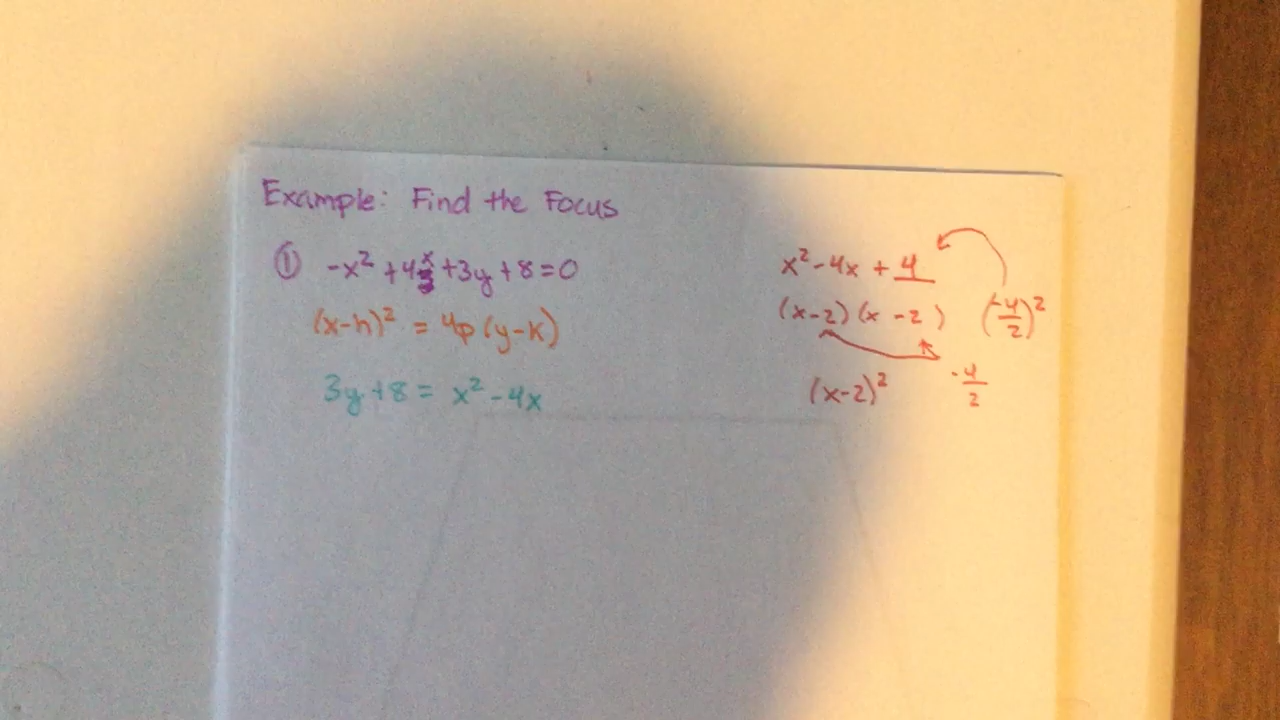 Example: Find the Focus
① -x² + 4x + 3y + 8 = 0
(x-h)² = 4p(y-k)
3y + 8 = x² - 4x
x² - 4x + 4
(x-2)(x-2) (-4/2)²
(x-2)² -4/2